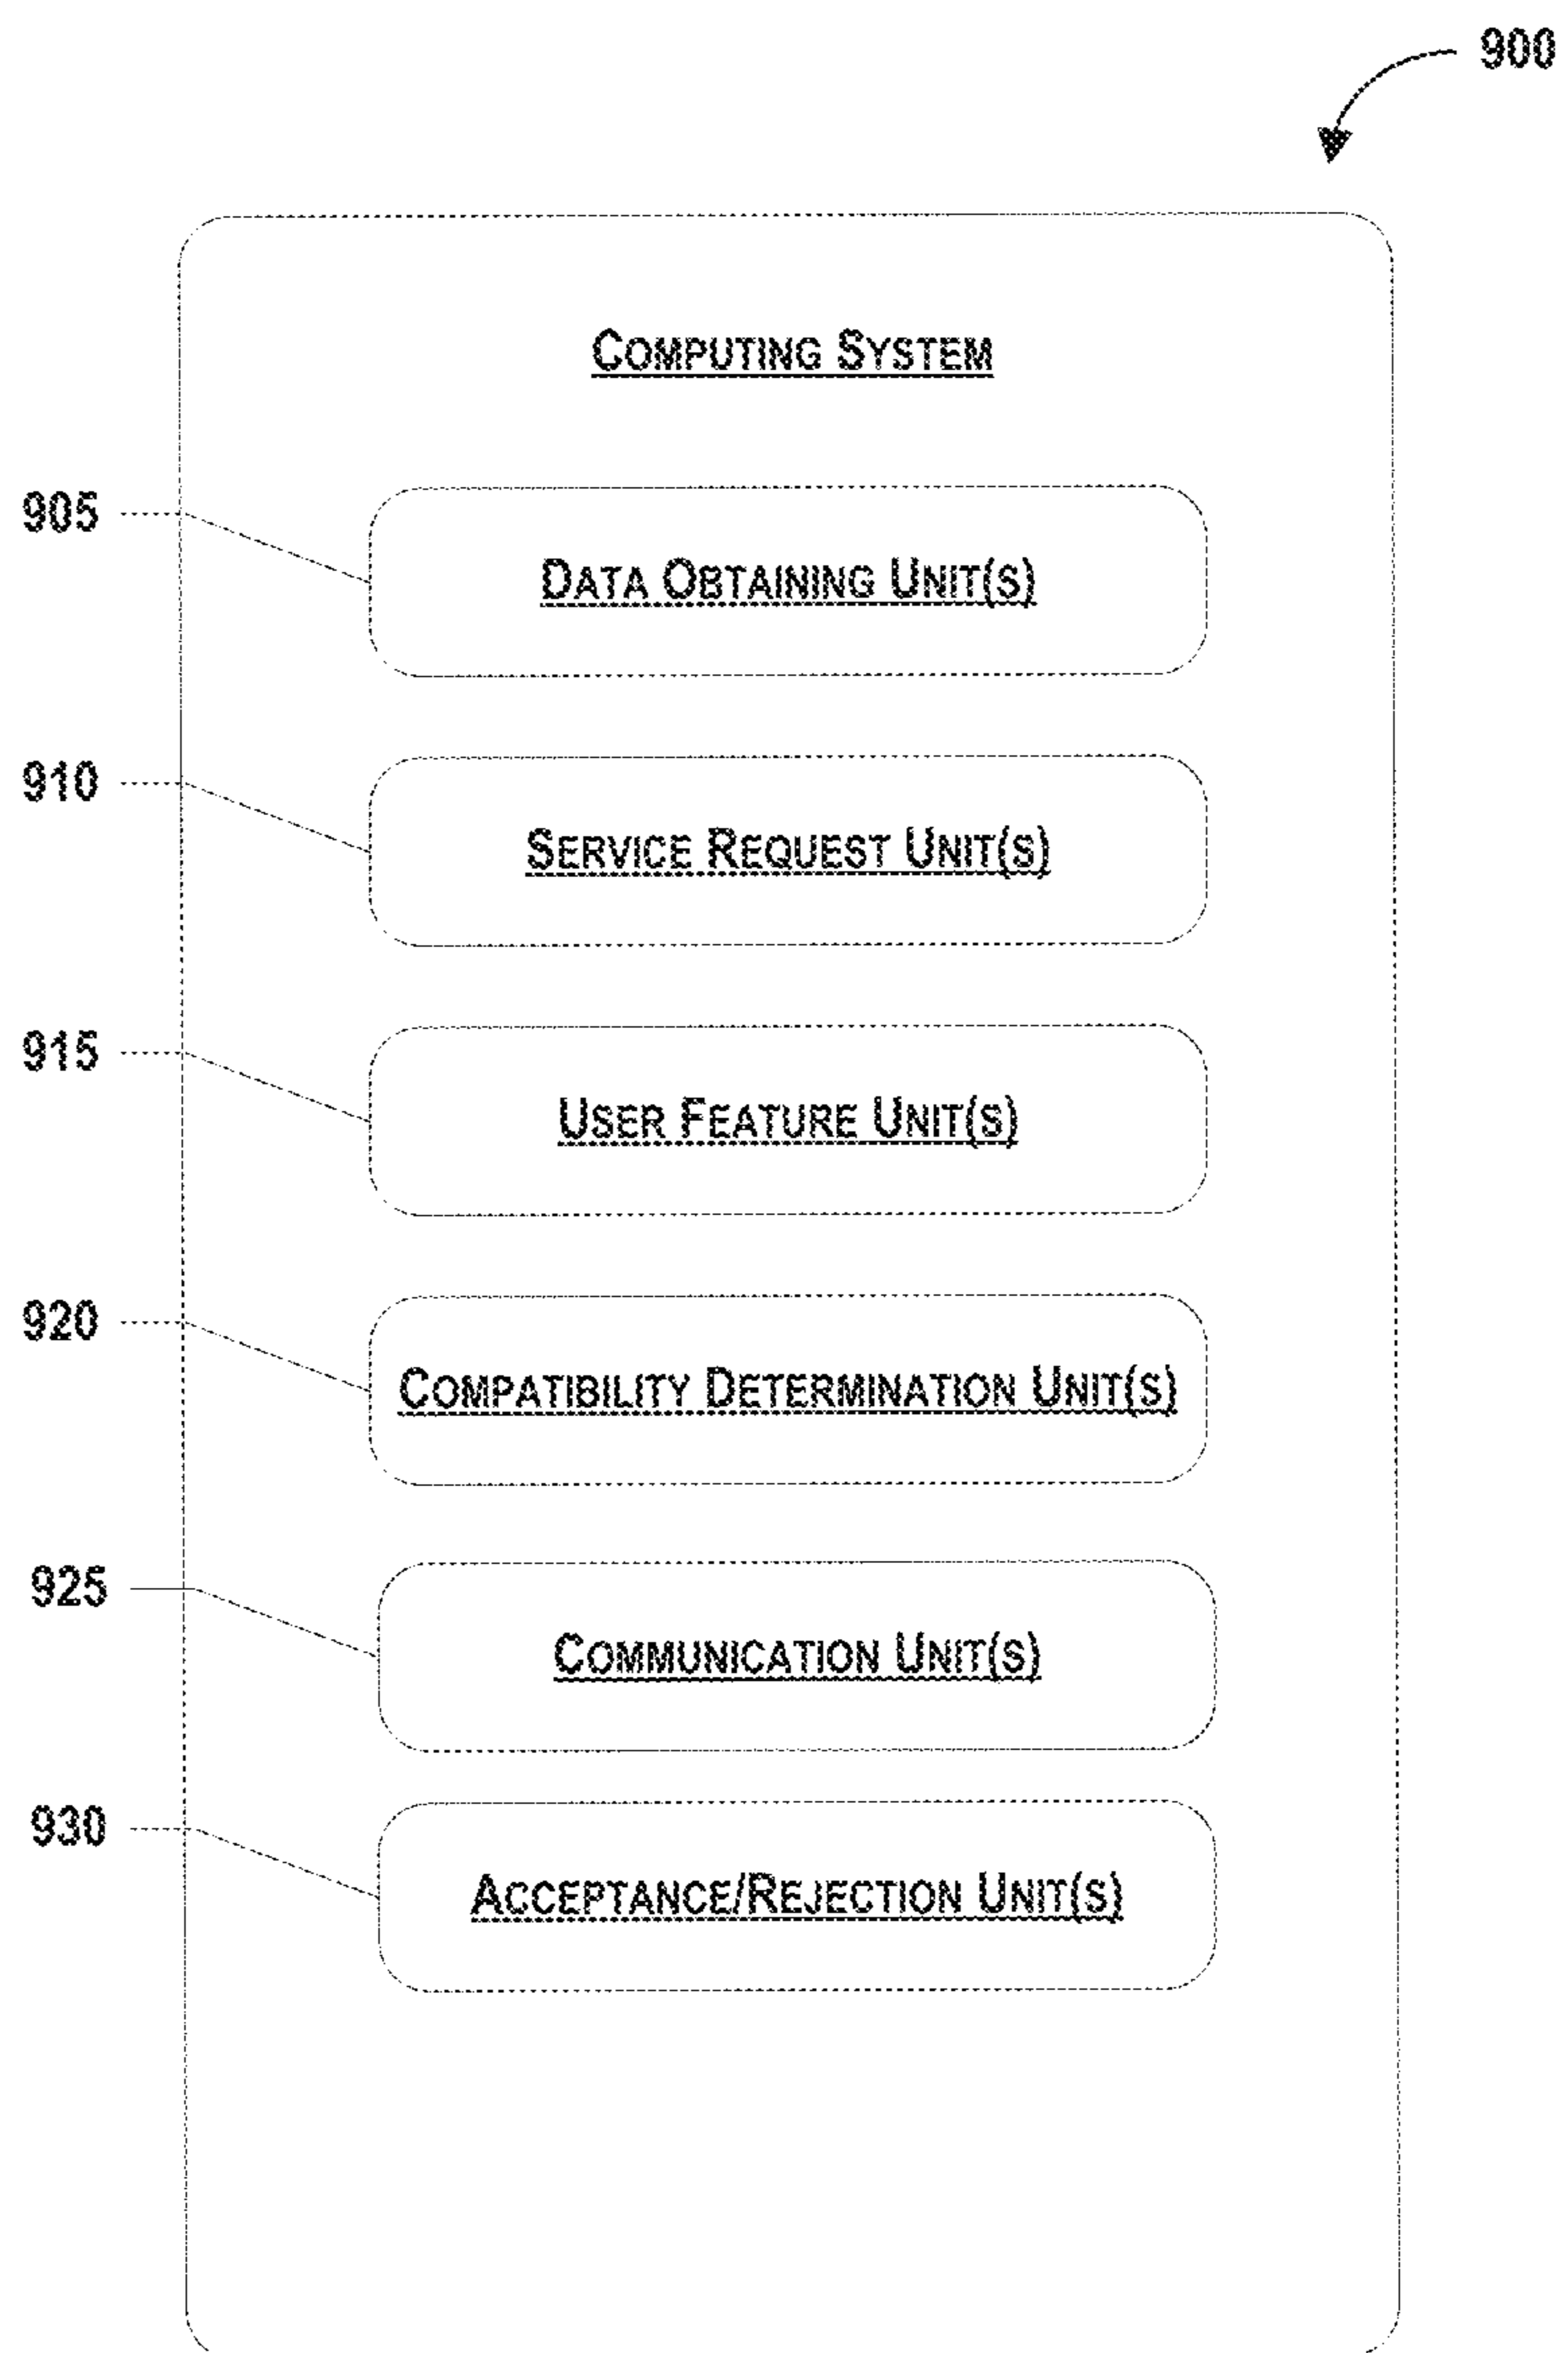 900
COMPUTING SYSTEM
905
DATA OBTAINING UNIT(S)
910
SERVICE REQUEST UNIT(S)
915
USER FEATURE UNIT(S)
920
COMPATIBILITY DETERMINATION UNIT(S)
925
COMMUNICATION UNIT(S)
930
ACCEPTANCE/REJECTION UNIT(S)